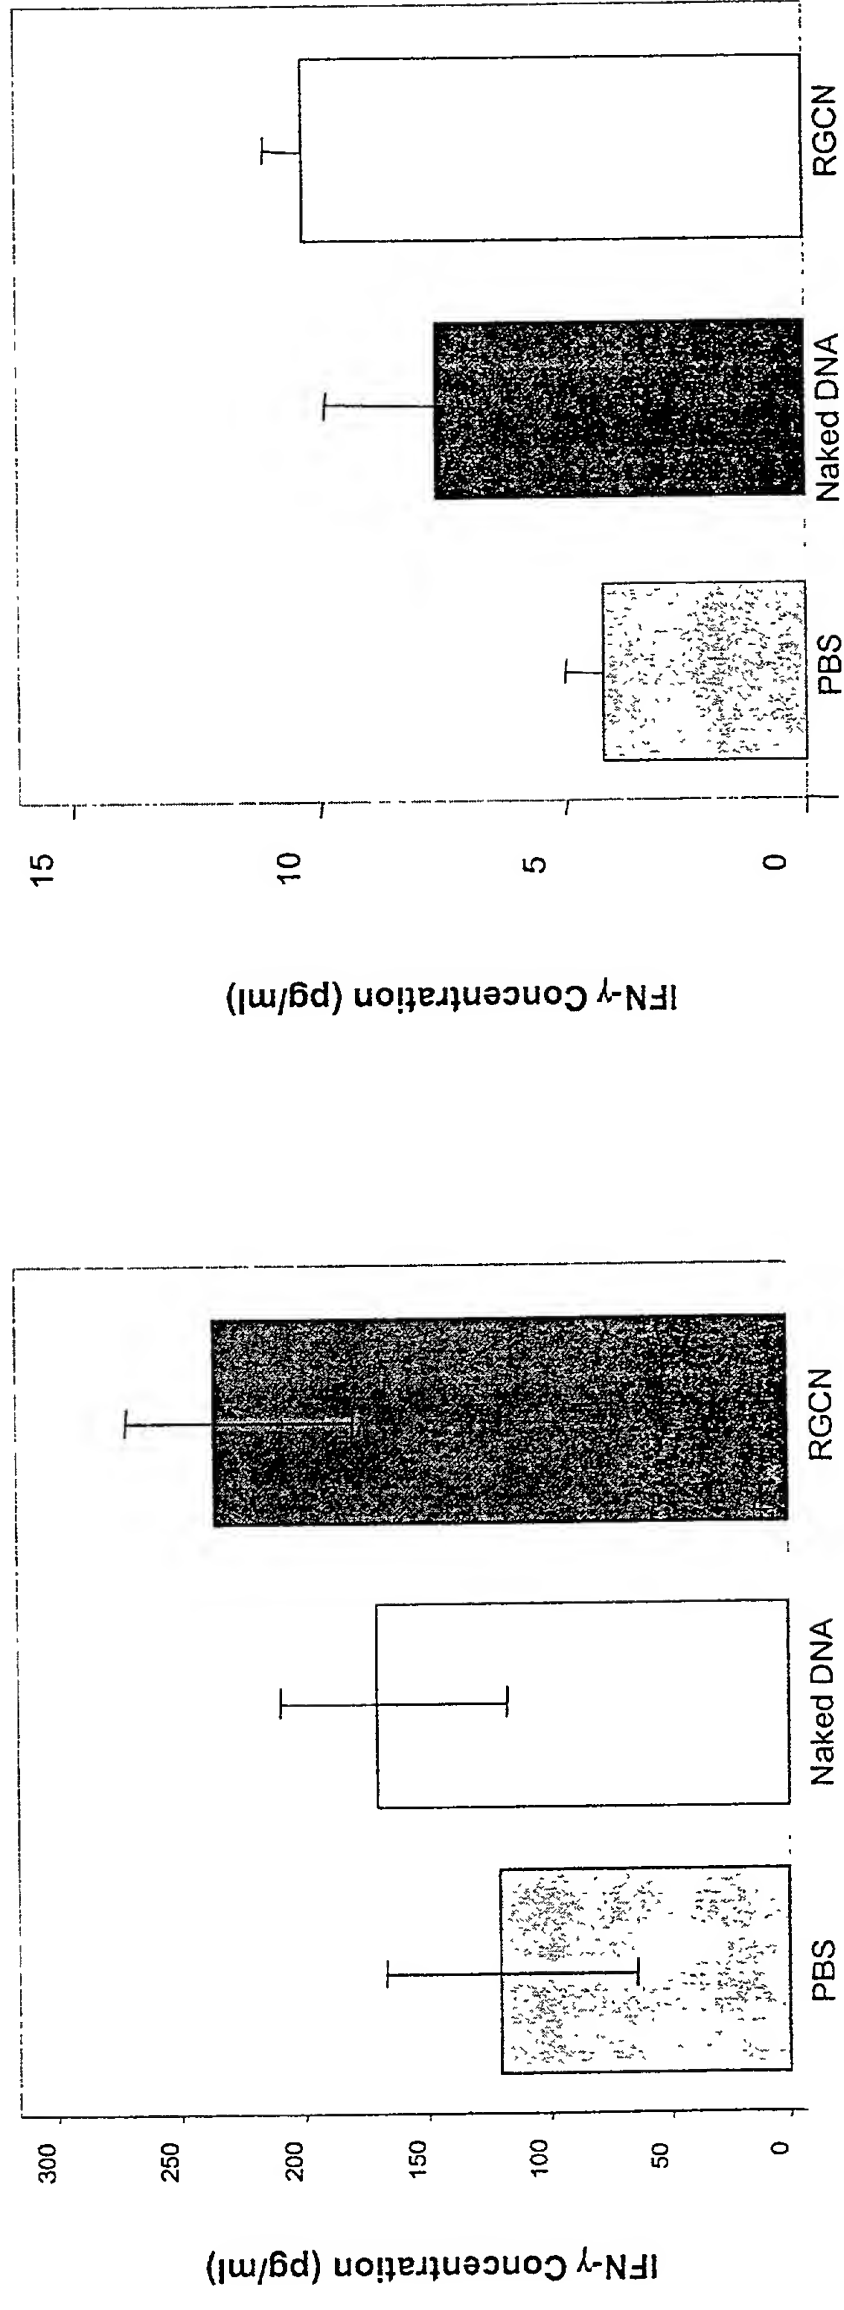 IFN-γ Concentration (pg/ml)
300
250
200
150
100
50
0
PBS
Naked DNA
RGCN
IFN-γ Concentration (pg/ml)
15
10
5
0
PBS
Naked DNA
RGCN